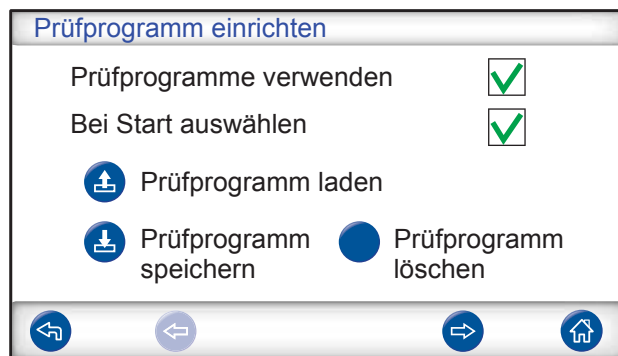 Prüfprogramm einrichten
Prüfprogramme verwenden
Bei Start auswählen
Prüfprogramm laden
Prüfprogramm
speichern
Prüfprogramm
löschen